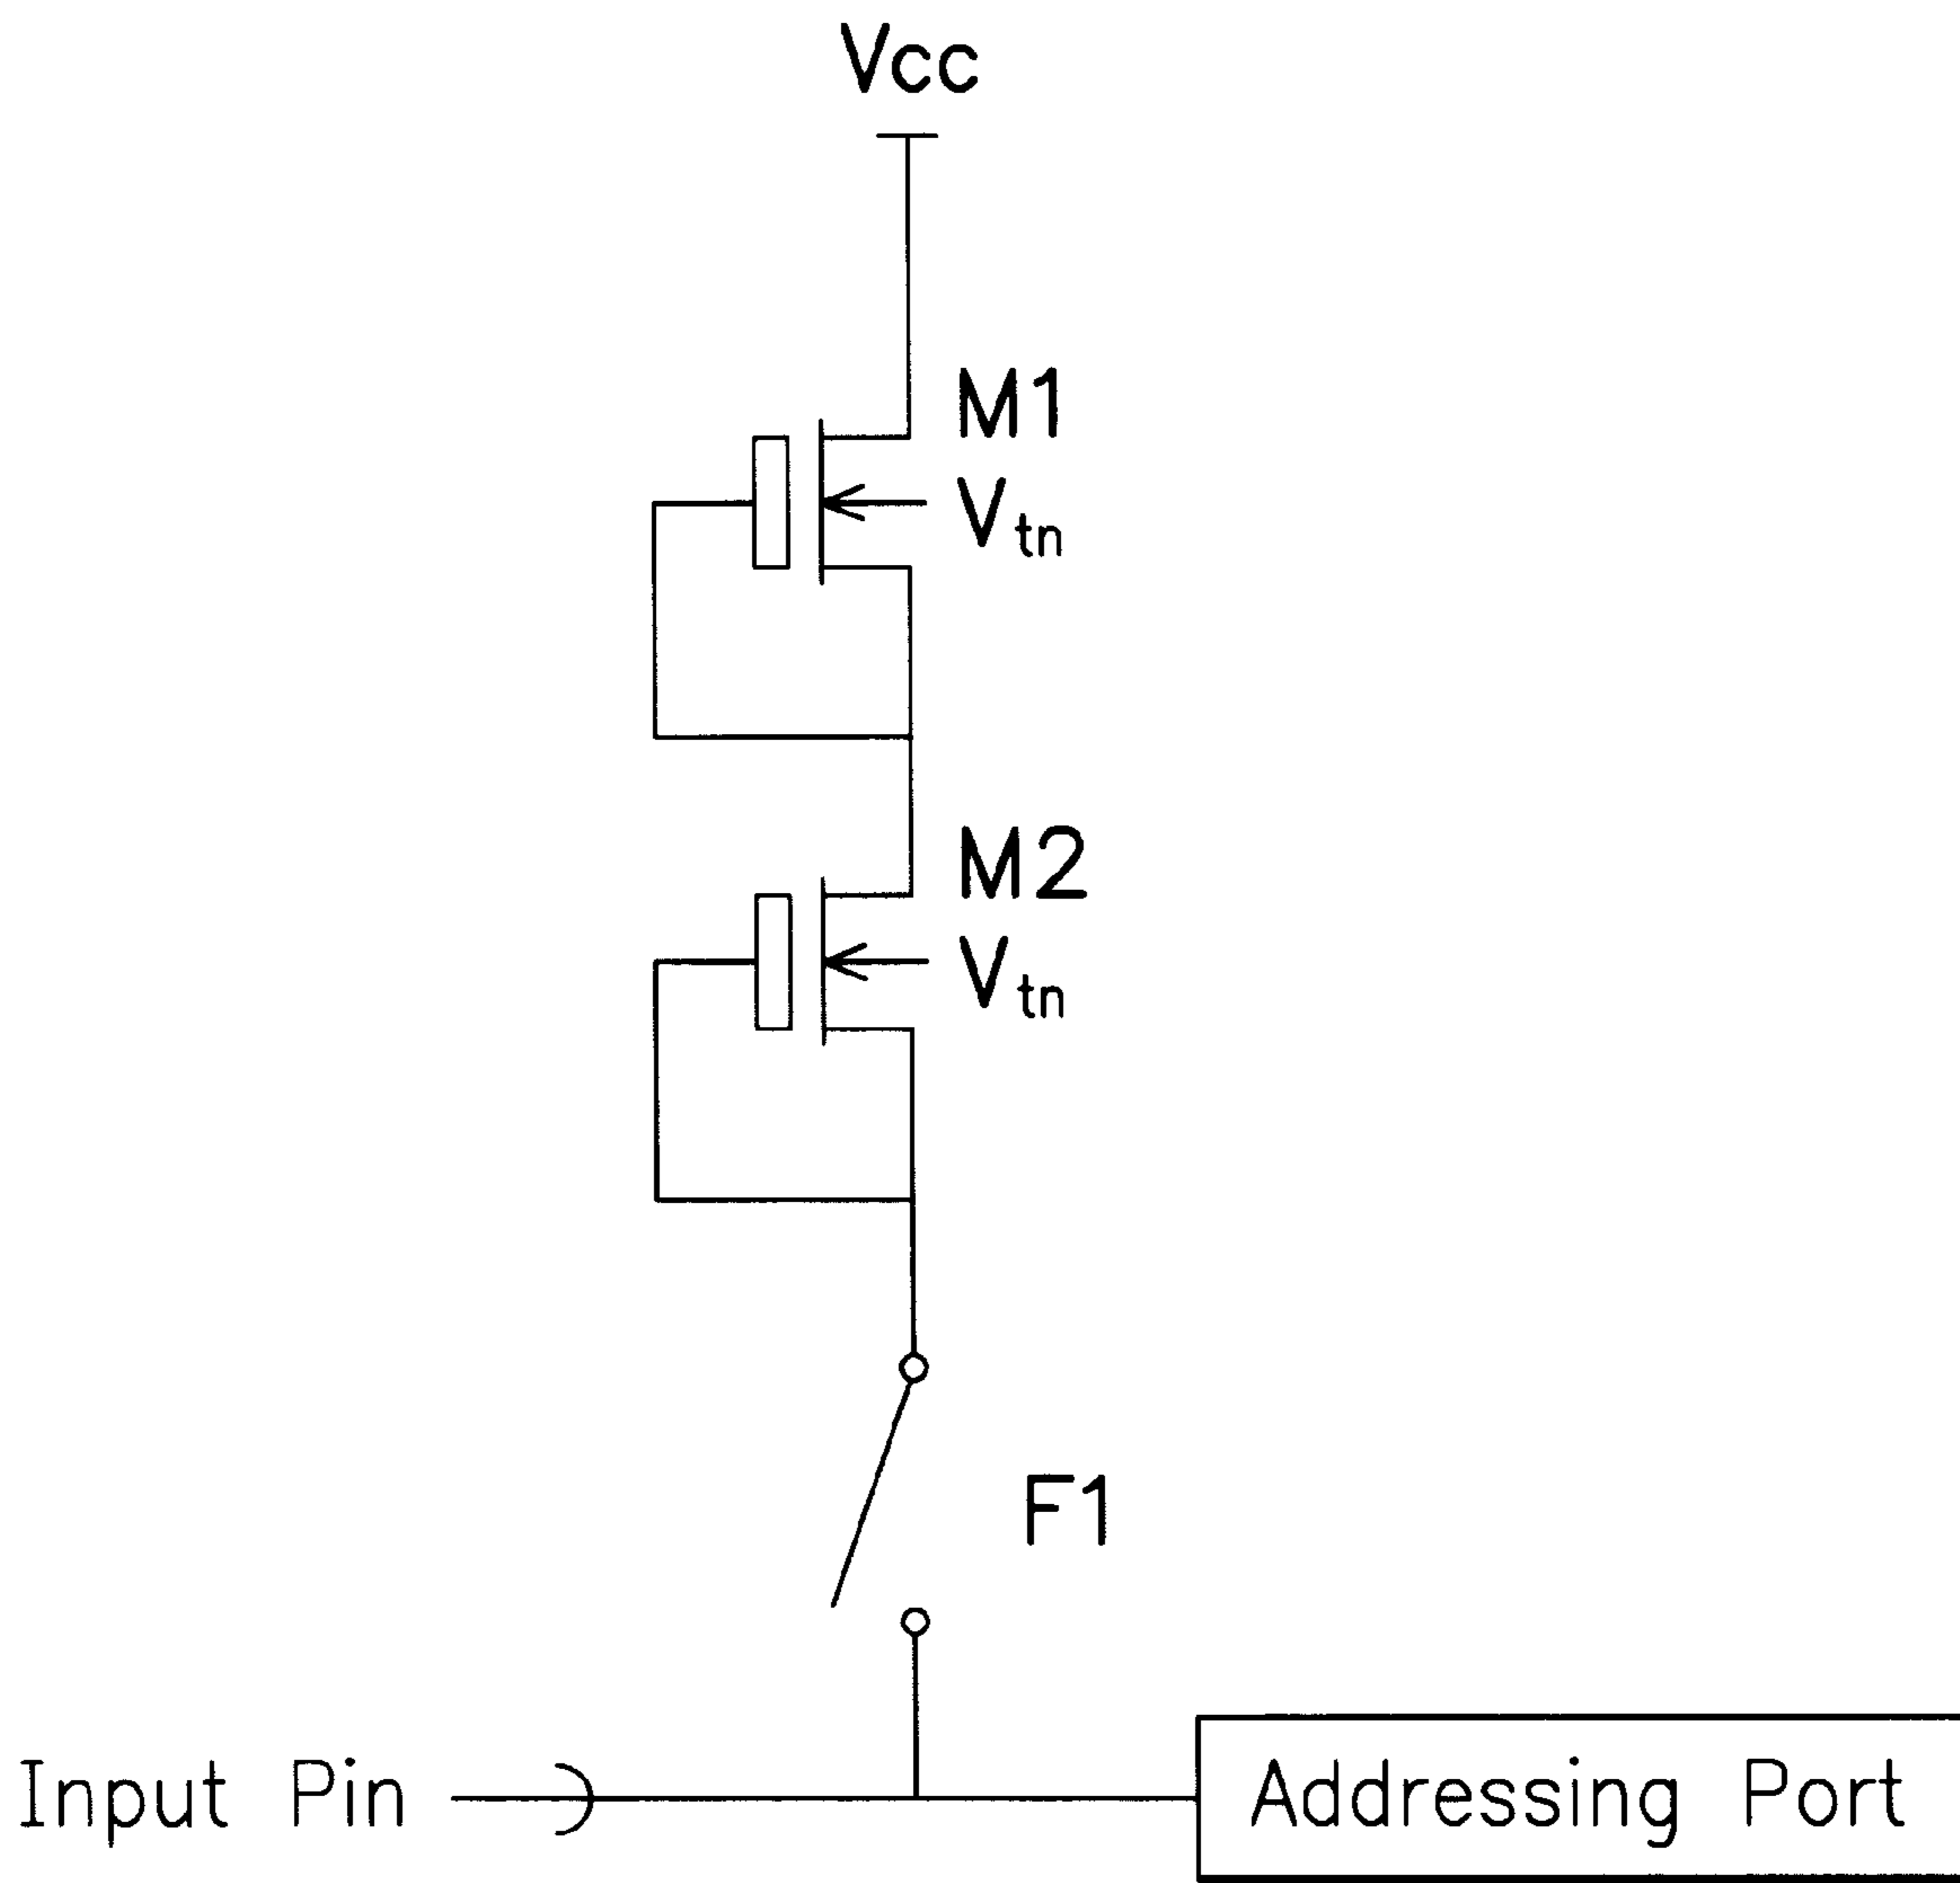 Vcc
M1
Vtn
M2
Vtn
F1
Input Pin
Addressing Port